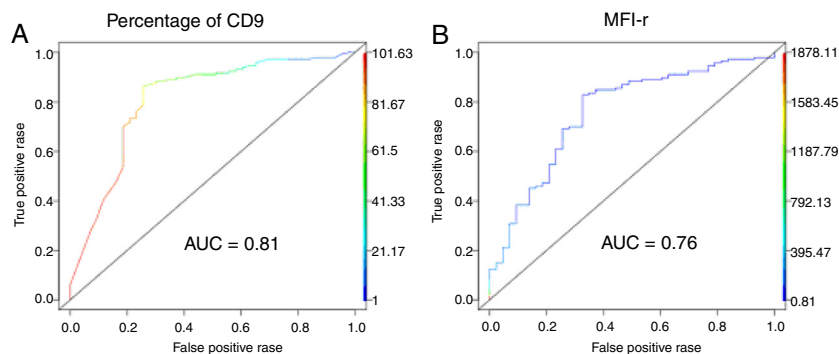 A
Percentage of CD9
1.0
0.8
0.6
0.4
0.2
0.0
True positive rase
0.0 0.2 0.4 0.6 0.8 1.0
False positive rase
AUC = 0.81
101.63
81.67
61.5
41.33
21.17
1
B
MFI-r
1.0
0.8
0.6
0.4
0.2
0.0
True positive rase
0.0 0.2 0.4 0.6 0.8 1.0
False positive rase
AUC = 0.76
1878.11
1583.45
1187.79
792.13
395.47
0.81